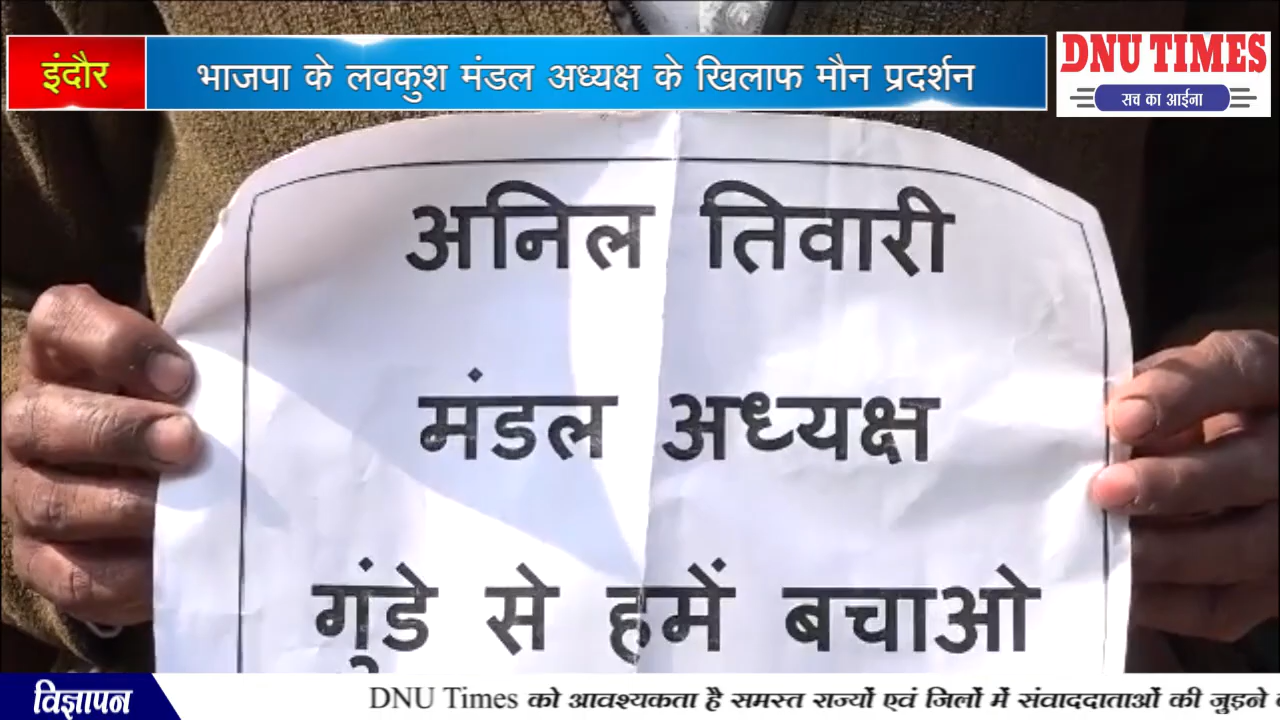 इंदौर
भाजपा के लवकुश मंडल अध्यक्ष के खिलाफ मौन प्रदर्शन
DNU TIMES
सच का आईना
अनिल तिवारी
मंडल अध्यक्ष
गुंडे से हमें बचाओ
विज्ञापन
DNU Times को आवश्यकता है समस्त राज्यों एवं जिलों में संवाददाताओं की जुड़ने